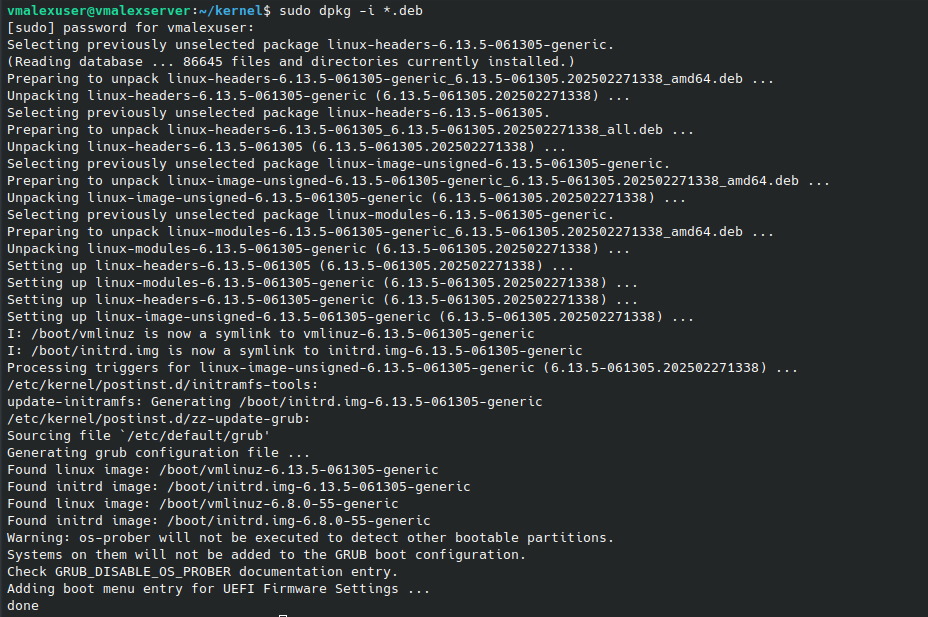 vmalexuser@vmalexserver:~/kernel$ sudo dpkg -i *.deb
[sudo] password for vmalexuser:
Selecting previously unselected package linux-headers-6.13.5-061305-generic.
(Reading database ... 86645 files and directories currently installed.)
Preparing to unpack linux-headers-6.13.5-061305-generic_6.13.5-061305.202502271338_amd64.deb ...
Unpacking linux-headers-6.13.5-061305-generic (6.13.5-061305.202502271338) ...
Selecting previously unselected package linux-headers-6.13.5-061305.
Preparing to unpack linux-headers-6.13.5-061305_6.13.5-061305.202502271338_all.deb ...
Unpacking linux-headers-6.13.5-061305 (6.13.5-061305.202502271338) ...
Selecting previously unselected package linux-image-unsigned-6.13.5-061305-generic.
Preparing to unpack linux-image-unsigned-6.13.5-061305-generic_6.13.5-061305.202502271338_amd64.deb ...
Unpacking linux-image-unsigned-6.13.5-061305-generic (6.13.5-061305.202502271338) ...
Selecting previously unselected package linux-modules-6.13.5-061305-generic.
Preparing to unpack linux-modules-6.13.5-061305-generic_6.13.5-061305.202502271338_amd64.deb ...
Unpacking linux-modules-6.13.5-061305-generic (6.13.5-061305.202502271338) ...
Setting up linux-headers-6.13.5-061305 (6.13.5-061305.202502271338) ...
Setting up linux-modules-6.13.5-061305-generic (6.13.5-061305.202502271338) ...
Setting up linux-headers-6.13.5-061305-generic (6.13.5-061305.202502271338) ...
Setting up linux-image-unsigned-6.13.5-061305-generic (6.13.5-061305.202502271338) ...
I: /boot/vmlinuz is now a symlink to vmlinuz-6.13.5-061305-generic
I: /boot/initrd.img is now a symlink to initrd.img-6.13.5-061305-generic
Processing triggers for linux-image-unsigned-6.13.5-061305-generic (6.13.5-061305.202502271338) ...
/etc/kernel/postinst.d/initramfs-tools:
update-initramfs: Generating /boot/initrd.img-6.13.5-061305-generic
/etc/kernel/postinst.d/zz-update-grub:
Sourcing file `/etc/default/grub'
Generating grub configuration file ...
Found linux image: /boot/vmlinuz-6.13.5-061305-generic
Found initrd image: /boot/initrd.img-6.13.5-061305-generic
Found linux image: /boot/vmlinuz-6.8.0-55-generic
Found initrd image: /boot/initrd.img-6.8.0-55-generic
Warning: os-prober will not be executed to detect other bootable partitions.
Systems on them will not be added to the GRUB boot configuration.
Check GRUB_DISABLE_OS_PROBER documentation entry.
Adding boot menu entry for UEFI Firmware Settings ...
done